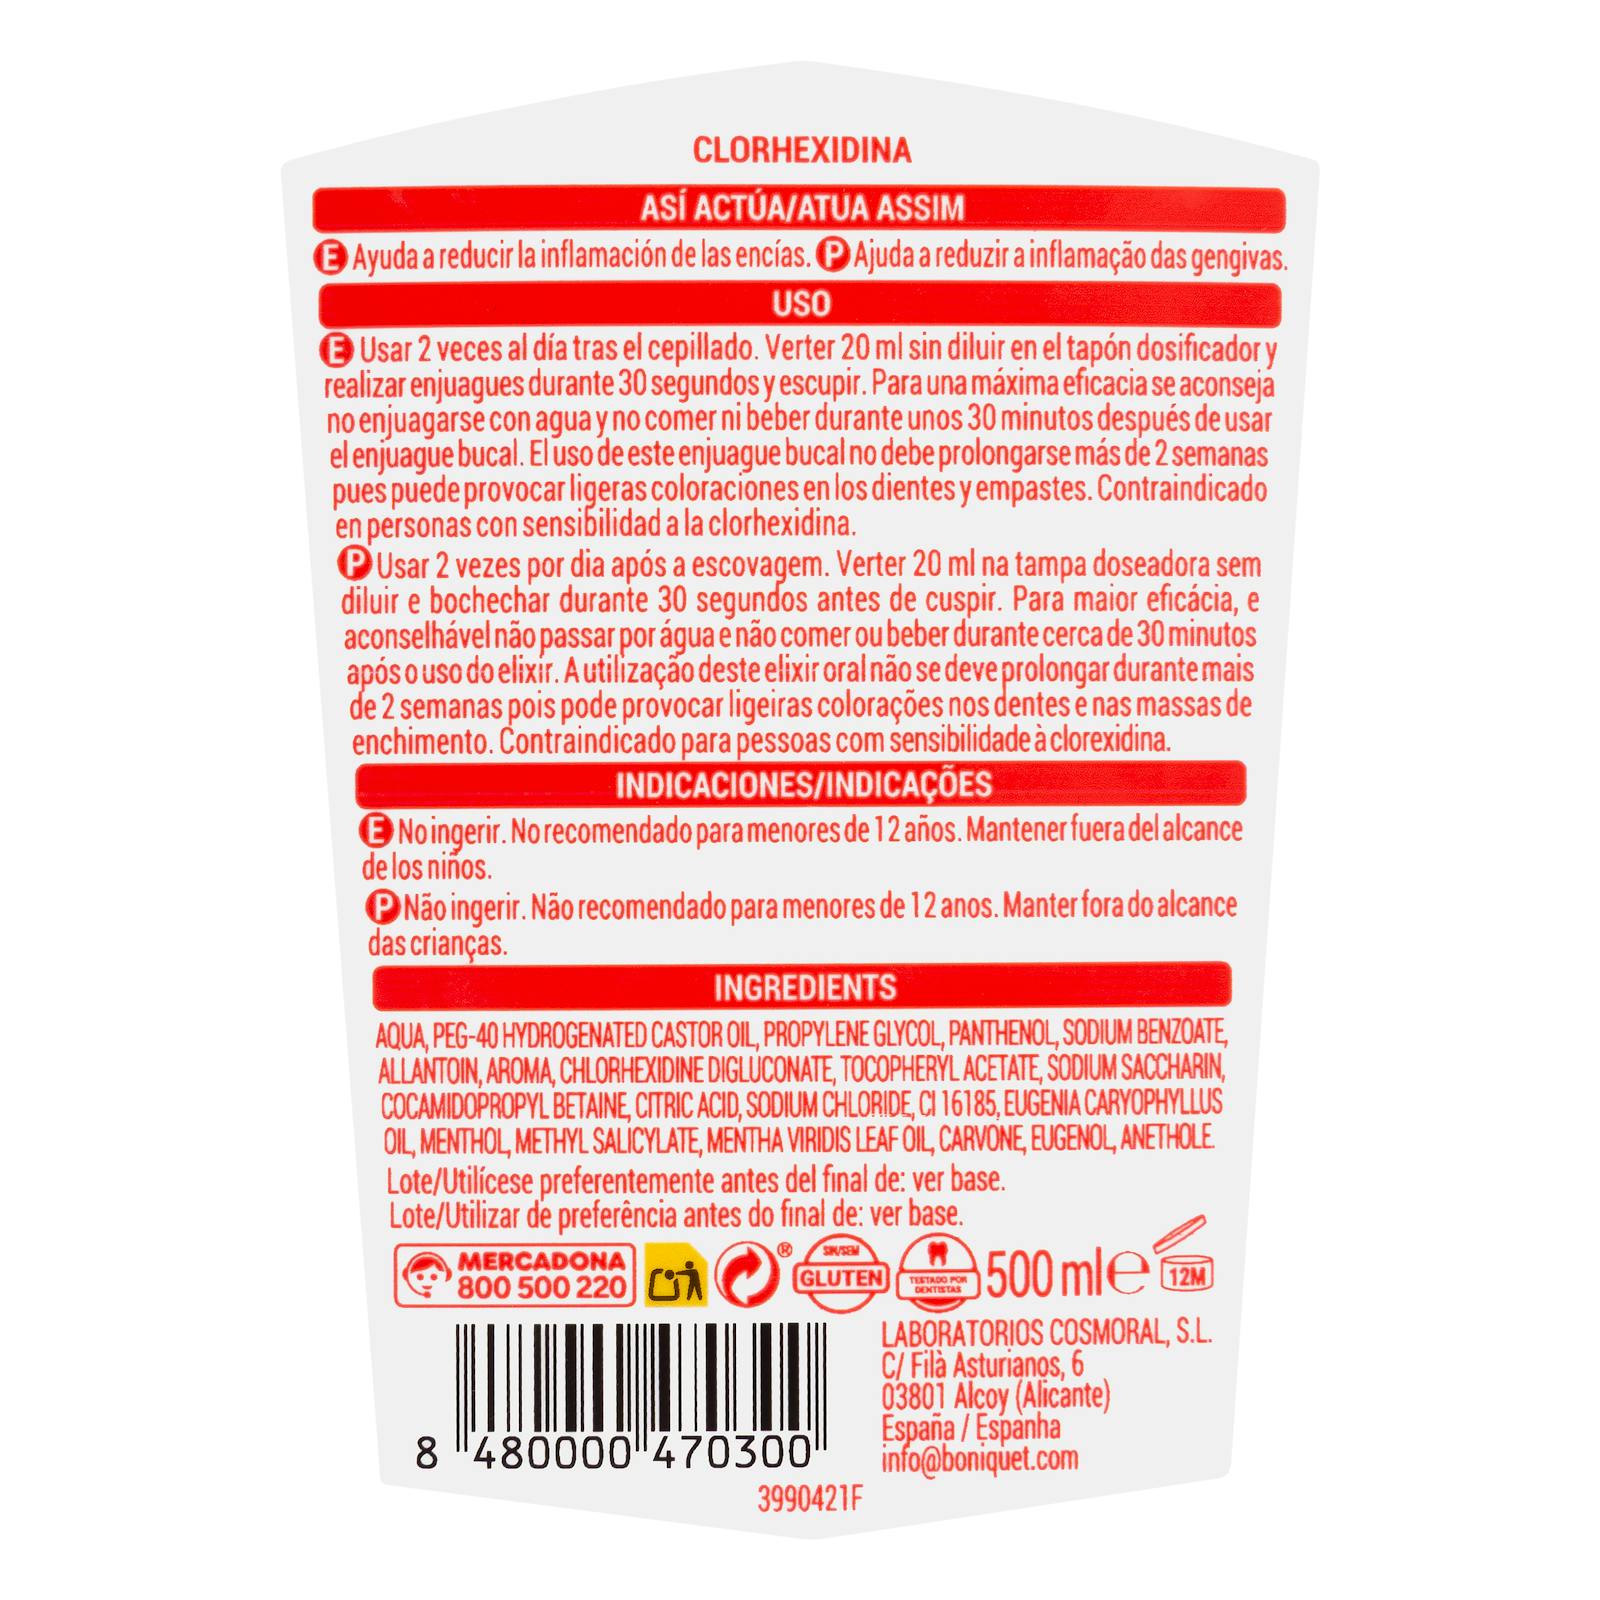 CLORHEXIDINA
ASÍ ACTÚA/ATUA ASSIM
E Ayuda a reducir la inflamación de las encías. P Ajuda a reduzir a inflamação das gengivas.
USO
E Usar 2 veces al día tras el cepillado. Verter 20 ml sin diluir en el tapón dosificador y
realizar enjuagues durante 30 segundos y escupir. Para una máxima eficacia se aconseja
no enjuagarse con agua y no comer ni beber durante unos 30 minutos después de usar
el enjuague bucal. El uso de este enjuague bucal no debe prolongarse más de 2 semanas
pues puede provocar ligeras coloraciones en los dientes y empastes. Contraindicado
en personas con sensibilidad a la clorhexidina.
P Usar 2 vezes por dia após a escovagem. Verter 20 ml na tampa doseadora sem
diluir e bochechar durante 30 segundos antes de cuspir. Para maior eficácia, e
aconselhável não passar por água e não comer ou beber durante cerca de 30 minutos
após o uso do elixir. A utilização deste elixir oral não se deve prolongar durante mais
de 2 semanas pois pode provocar ligeiras colorações nos dentes e nas massas de
enchimento. Contraindicado para pessoas com sensibilidade à clorexidina.
INDICACIONES/INDICAÇÕES
E No ingerir. No recomendado para menores de 12 años. Mantener fuera del alcance
de los niños.
P Não ingerir. Não recomendado para menores de 12 anos. Manter fora do alcance
das crianças.
INGREDIENTS
AQUA, PEG-40 HYDROGENATED CASTOR OIL, PROPYLENE GLYCOL, PANTHENOL, SODIUM BENZOATE,
ALLANTOIN, AROMA, CHLORHEXIDINE DIGLUCONATE, TOCOPHERYL ACETATE, SODIUM SACCHARIN,
COCAMIDOPROPYL BETAINE, CITRIC ACID, SODIUM CHLORIDE, CI 16185, EUGENIA CARYOPHYLLUS
OIL, MENTHOL, METHYL SALICYLATE, MENTHA VIRIDIS LEAF OIL, CARVONE, EUGENOL, ANETHOLE.
Lote/Utilícese preferentemente antes del final de: ver base.
Lote/Utilizar de preferência antes do final de: ver base.
MERCADONA
800 500 220
®
SIN/SEM
GLUTEN
TESTADO POR
DENTISTAS
500 ml e
12M
8 480000 470300
LABORATORIOS COSMORAL, S.L.
C/ Filà Asturianos, 6
03801 Alcoy (Alicante)
España / Espanha
info@boniquet.com
3990421F